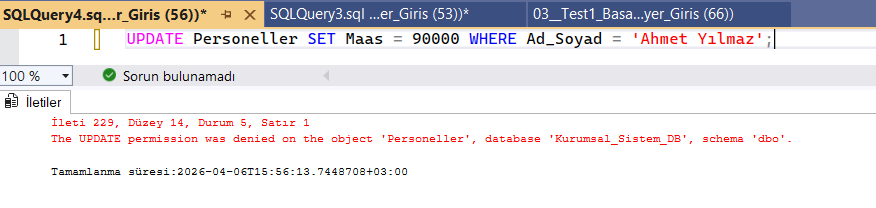 SQLQuery4.sq...r_Giris (56))* SQLQuery3.sql ...er_Giris (53))* 03__Test1_Basa...yer_Giris (66))
1 UPDATE Personeller SET Maas = 90000 WHERE Ad_Soyad = 'Ahmet Yılmaz';
100 % Sorun bulunamadı
İletiler
İleti 229, Düzey 14, Durum 5, Satır 1
The UPDATE permission was denied on the object 'Personeller', database 'Kurumsal_Sistem_DB', schema 'dbo'.
Tamamlanma süresi:2026-04-06T15:56:13.7448708+03:00